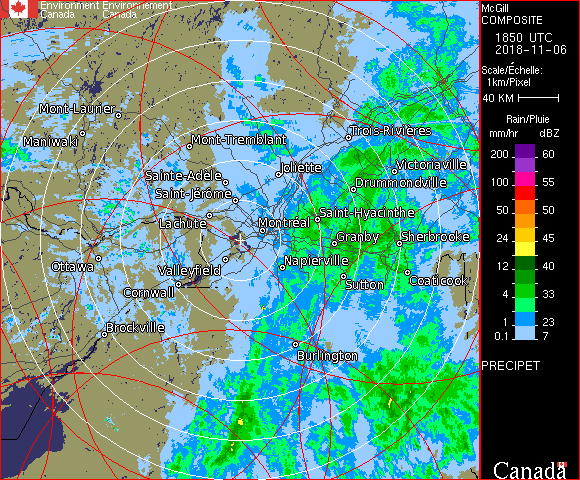 Environment Environnement
Canada Canada
Mont-Laurier
Maniwaki
Mont-Tremblant
Trois-Rivières
Joliette
Victoriaville
Sainte-Adèle
Drummondville
Saint-Jérôme
Saint-Hyacinthe
Lachute
Montréal
Granby
Sherbrooke
Ottawa
Valleyfield
Napierville
Sutton
Coaticook
Cornwall
Brockville
Burlington
McGill
COMPOSITE
1850 UTC
2018-11-06
Scale/Échelle:
1km/Pixel
40 KM
Rain/Pluie
mm/hr dBZ
200 60
100 55
50 50
24 45
12 40
4 33
1 23
0.1 7
PRECIPET
Canada